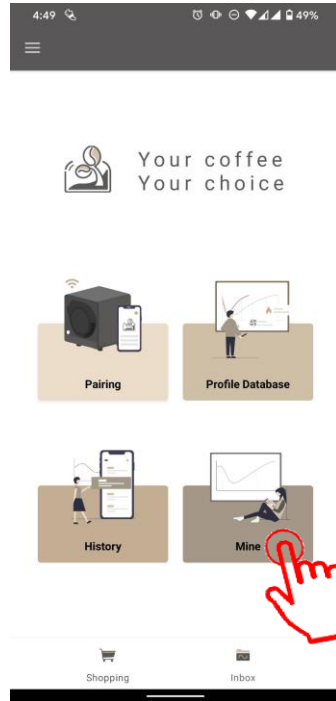 4:49
49%
Your coffee
Your choice
Pairing
Profile Database
History
Mine
Shopping
Inbox